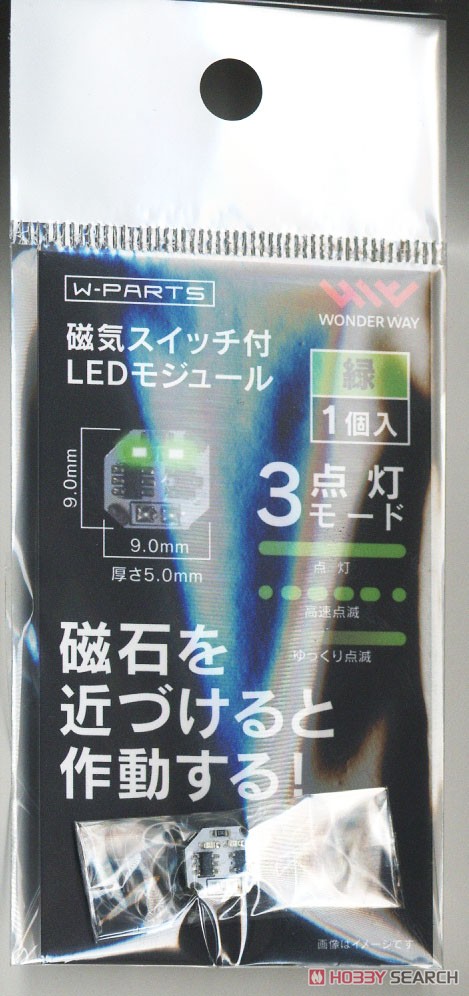 W-PARTS
WONDER WAY
磁気スイッチ付
LEDモジュール
緑
1個入
9.0mm
9.0mm
厚さ5.0mm
3点灯
モード
点灯
高速点滅
ゆっくり点滅
磁石を
近づけると
作動する!
画像はイメージです
HOBBY SEARCH